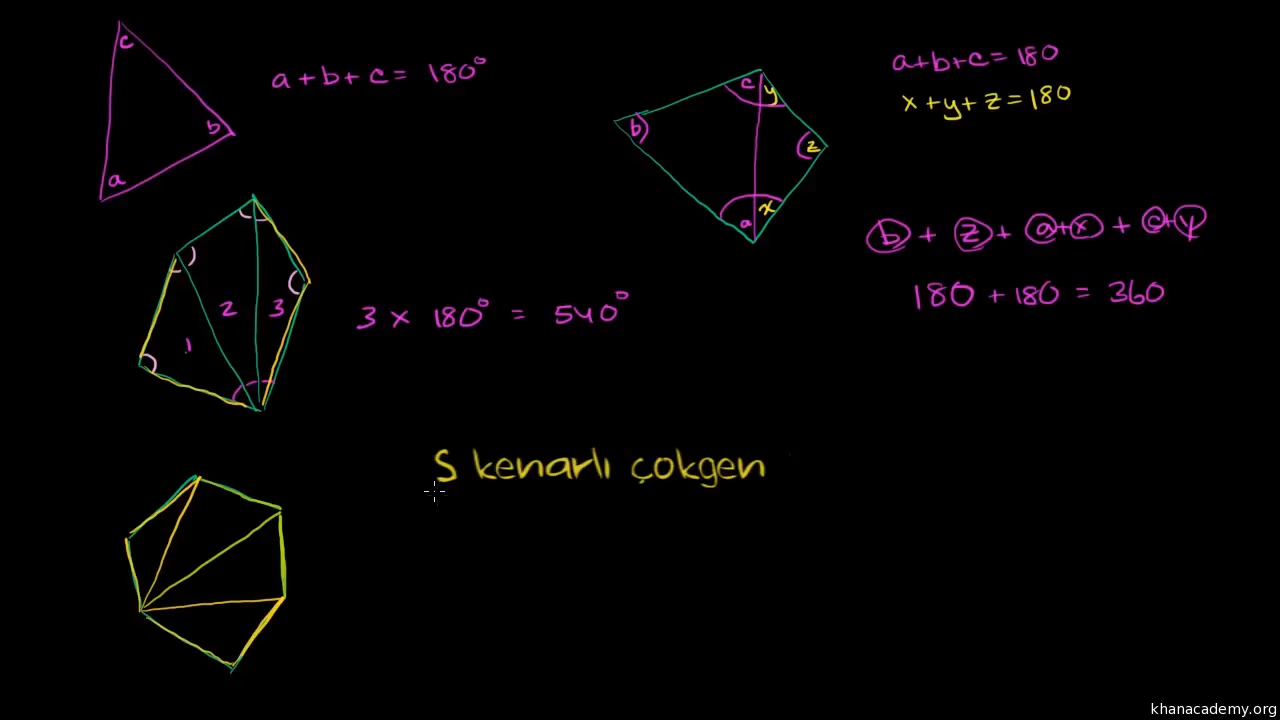 c
b
a
a + b + c = 180°
c y
b z
a x
a+b+c=180
x+y+z=180
b + z + a+x + c+y
180 + 180 = 360
1 2 3
3 x 180° = 540°
S kenarlı çokgen
khanacademy.org